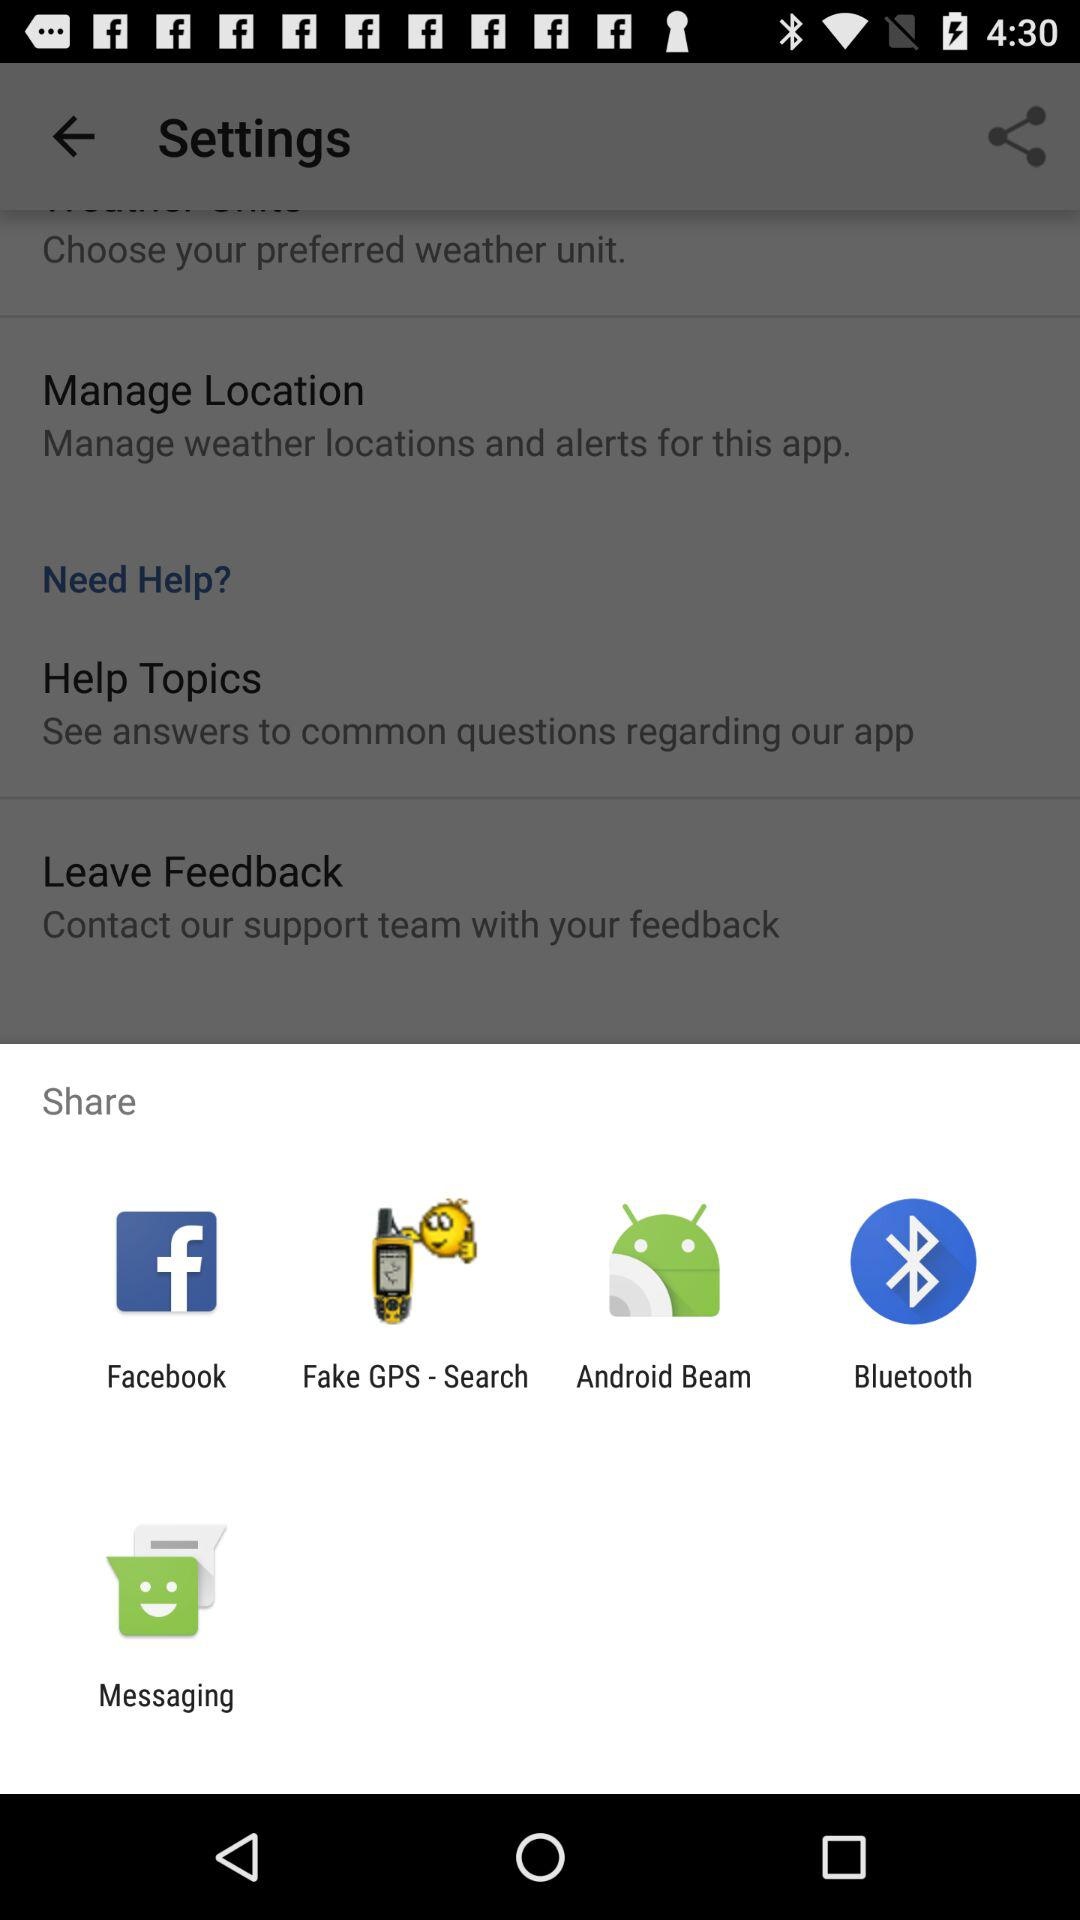 4:30
Settings
Weather Units
Choose your preferred weather unit.
Manage Location
Manage weather locations and alerts for this app.
Need Help?
Help Topics
See answers to common questions regarding our app
Leave Feedback
Contact our support team with your feedback
Share
Facebook
Fake GPS - Search
Android Beam
Bluetooth
Messaging